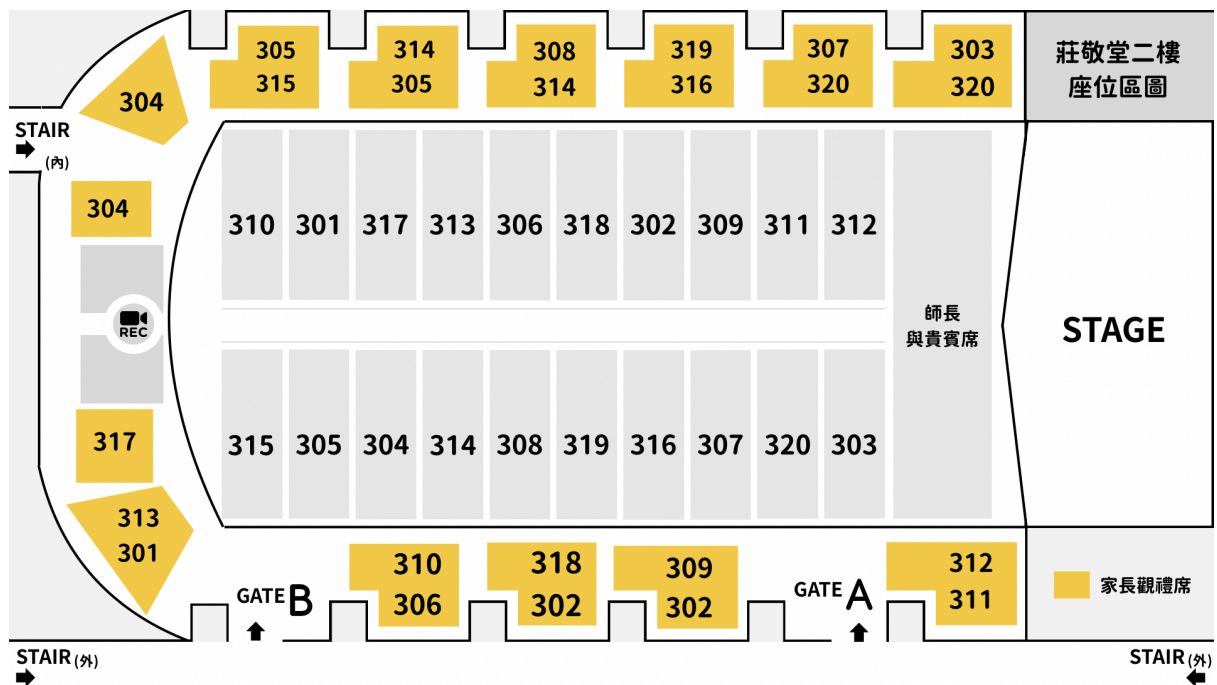 305 314 308 319 307 303
315 305 314 316 320 320
莊敬堂二樓
座位區圖
304
STAIR
(內)
304
310 301 317 313 306 318 302 309 311 312
REC
師長
與貴賓席
STAGE
315 305 304 314 308 319 316 307 320 303
317
313
301
310 318 309 312
306 302 302 311
GATE B
GATE A
家長觀禮席
STAIR (外)
STAIR (外)